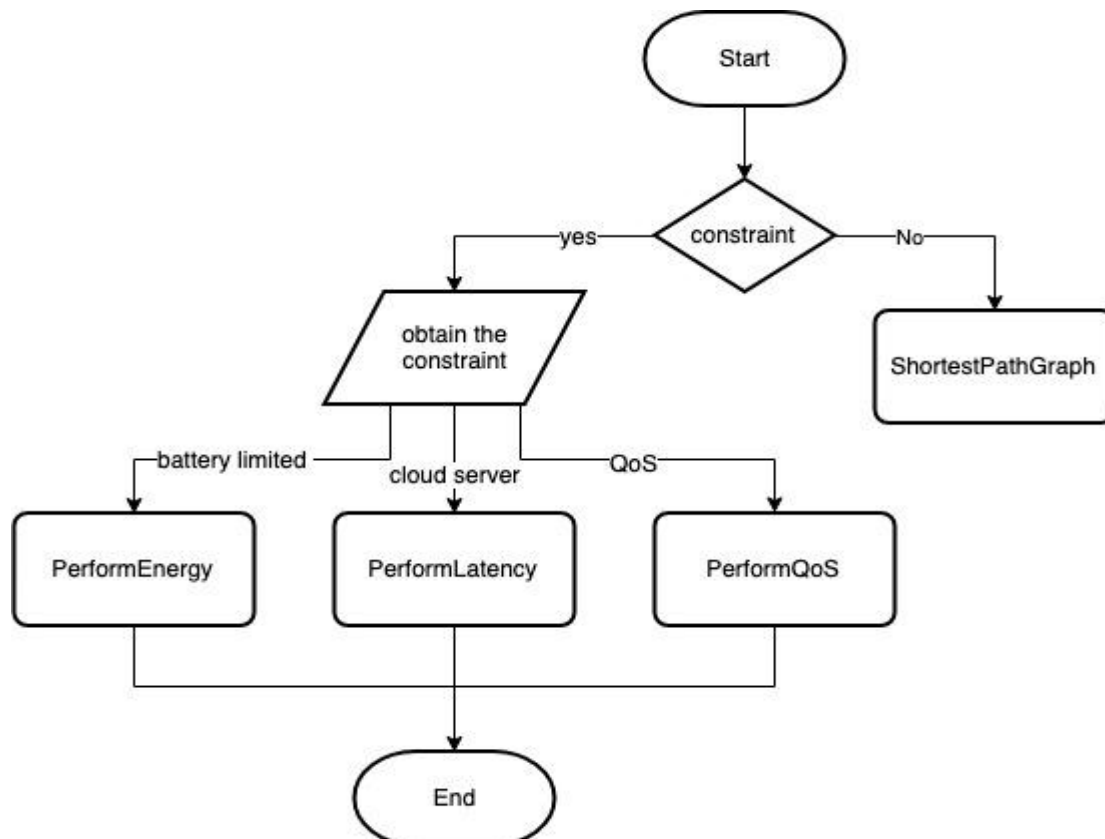 Start
constraint
yes
No
obtain the
constraint
ShortestPathGraph
battery limited
cloud server
QoS
PerformEnergy
PerformLatency
PerformQoS
End